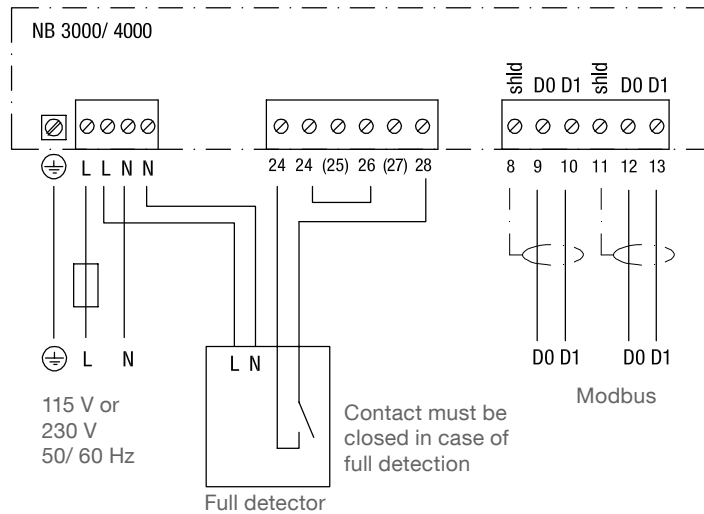 NB 3000/ 4000
shld D0 D1 shld D0 D1
L L N N
24 24 (25) 26 (27) 28
8 9 10 11 12 13
L N
L N
D0 D1 D0 D1
Modbus
115 V or
230 V
50/ 60 Hz
Contact must be
closed in case of
full detection
Full detector